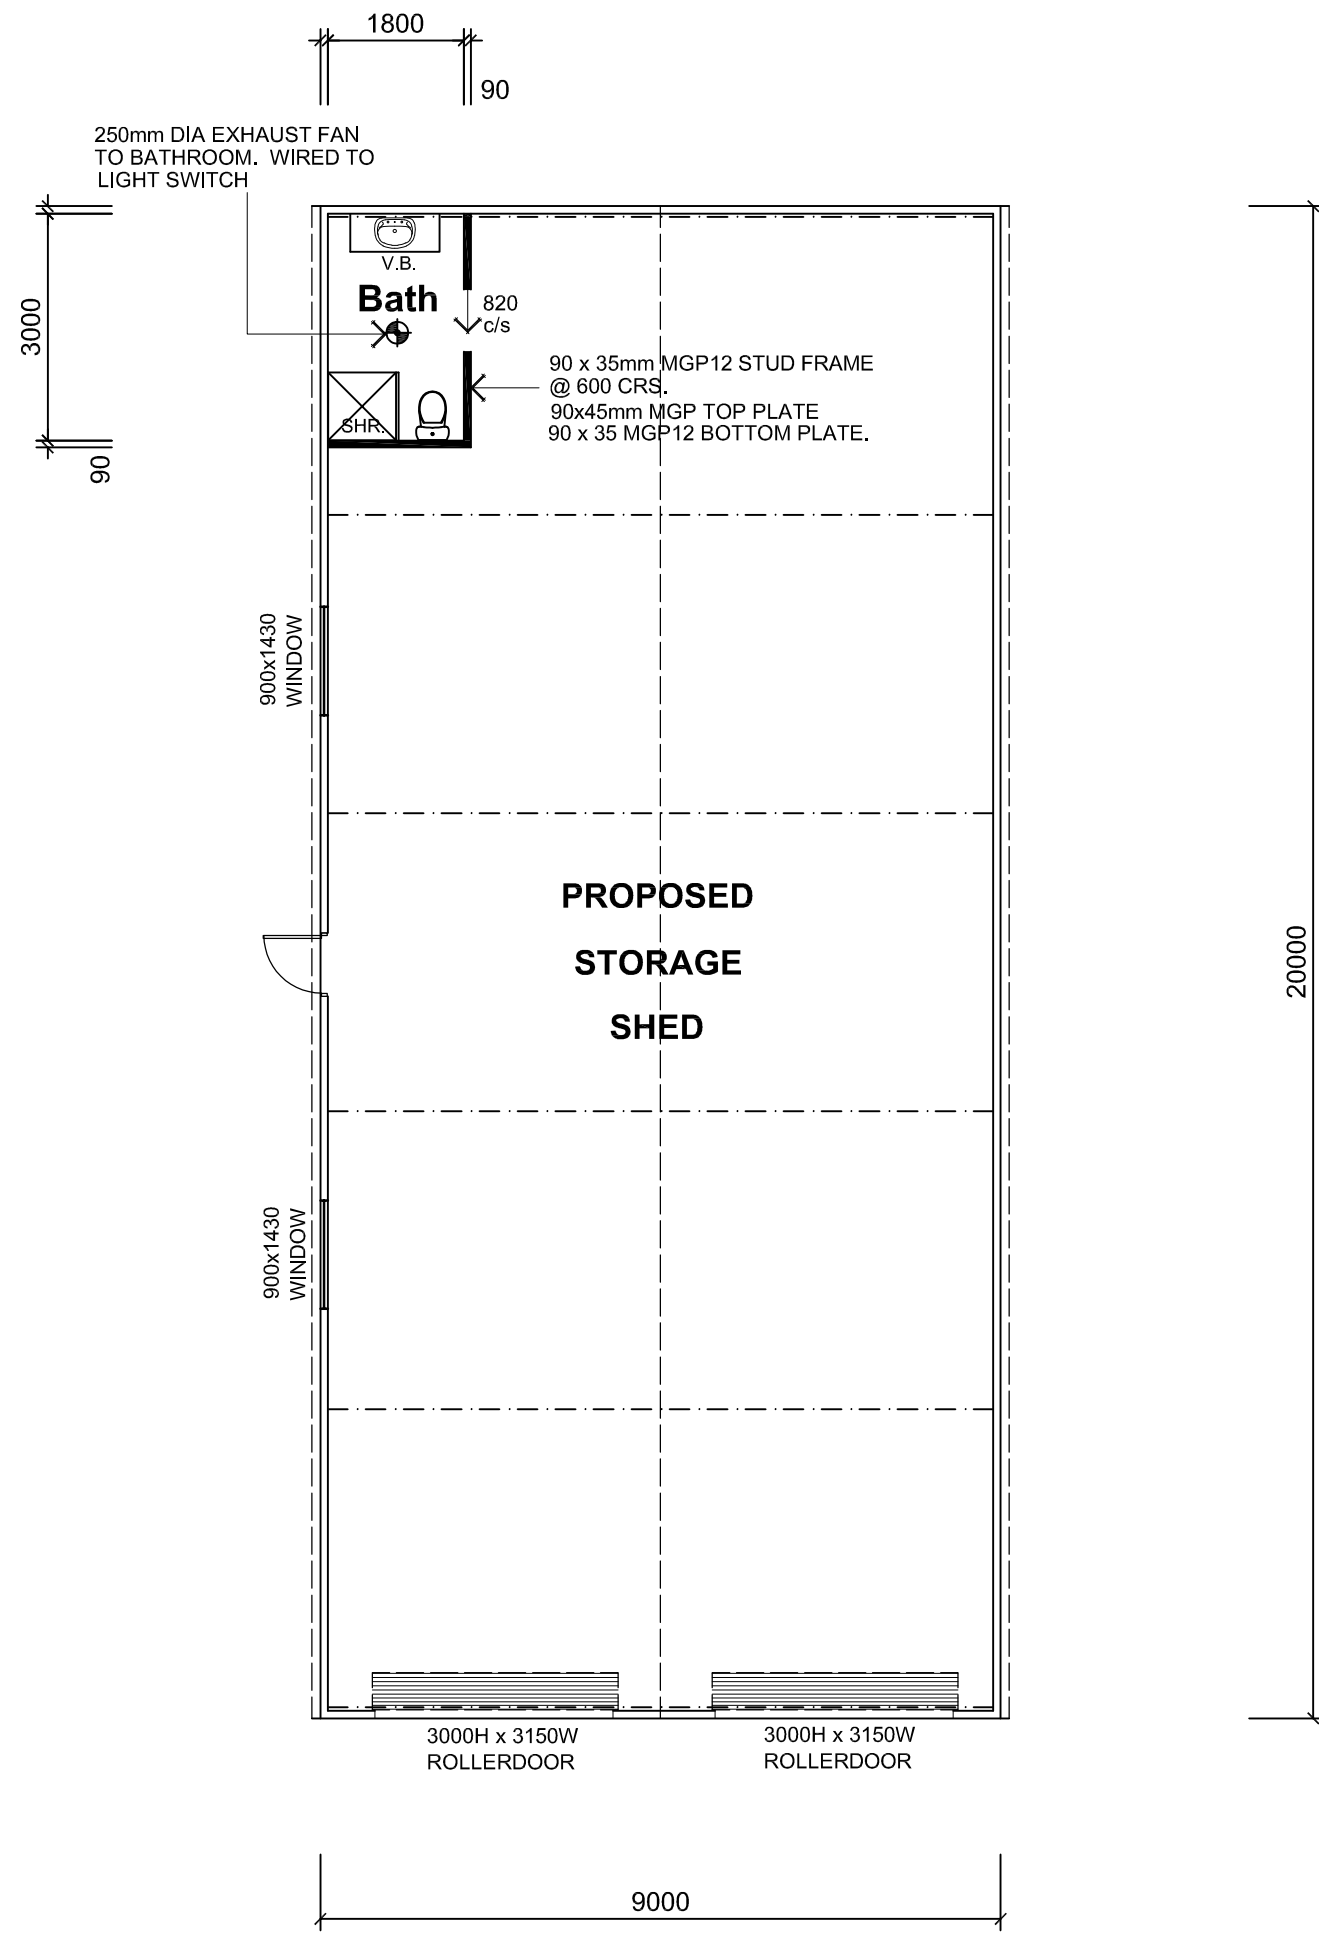 1800
90
250mm DIA EXHAUST FAN
TO BATHROOM. WIRED TO
LIGHT SWITCH
V.B.
Bath
820
c/s
3000
90 x 35mm MGP12 STUD FRAME
@ 600 CRS.
90x45mm MGP TOP PLATE
90 x 35 MGP12 BOTTOM PLATE.
SHR.
90
900x1430
WINDOW
PROPOSED
STORAGE
SHED
20000
900x1430
WINDOW
3000H x 3150W
ROLLERDOOR
3000H x 3150W
ROLLERDOOR
9000